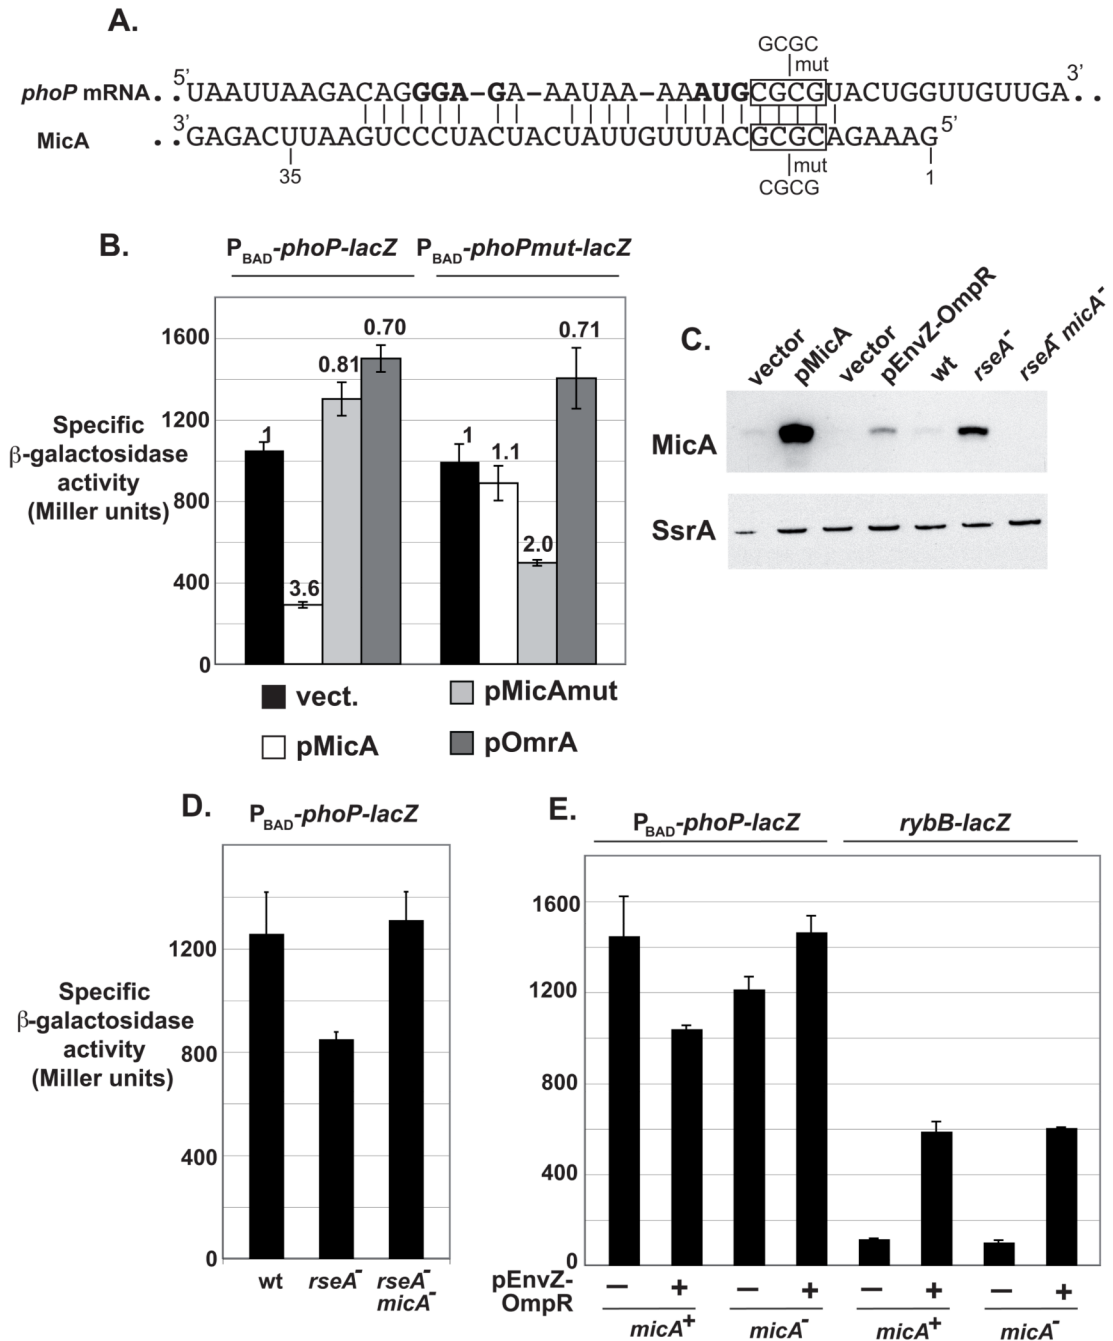 A.
GCGC
mut
5’ 3’
phoP mRNA . . UAAUUAAGACAGGGGA-GA-AAUAA-AAAUGCGCGUACUGGUUGUUGA . .
3’ 5’
MicA . . GAGACUUAAGUCCCUACUACUAUUGUUUACGCGCAGAAAG
mut
35 CGCG 1
B.
PBAD-phoP-lacZ PBAD-phoPmut-lacZ
Specific
β-galactosidase
activity
(Miller units)
1600
1200
800
400
0
1 3.6 0.81 0.70 1 1.1 2.0 0.71
vect. pMicAmut
pMicA pOmrA
C.
vector pMicA vector pEnvZ-OmpR wt rseA- rseA- micA-
MicA
SsrA
D.
PBAD-phoP-lacZ
Specific
β-galactosidase
activity
(Miller units)
1200
800
400
0
wt rseA- rseA-
micA-
E.
PBAD-phoP-lacZ rybB-lacZ
1600
1200
800
400
0
pEnvZ-
OmpR
– + – + – + – +
micA+ micA- micA+ micA-